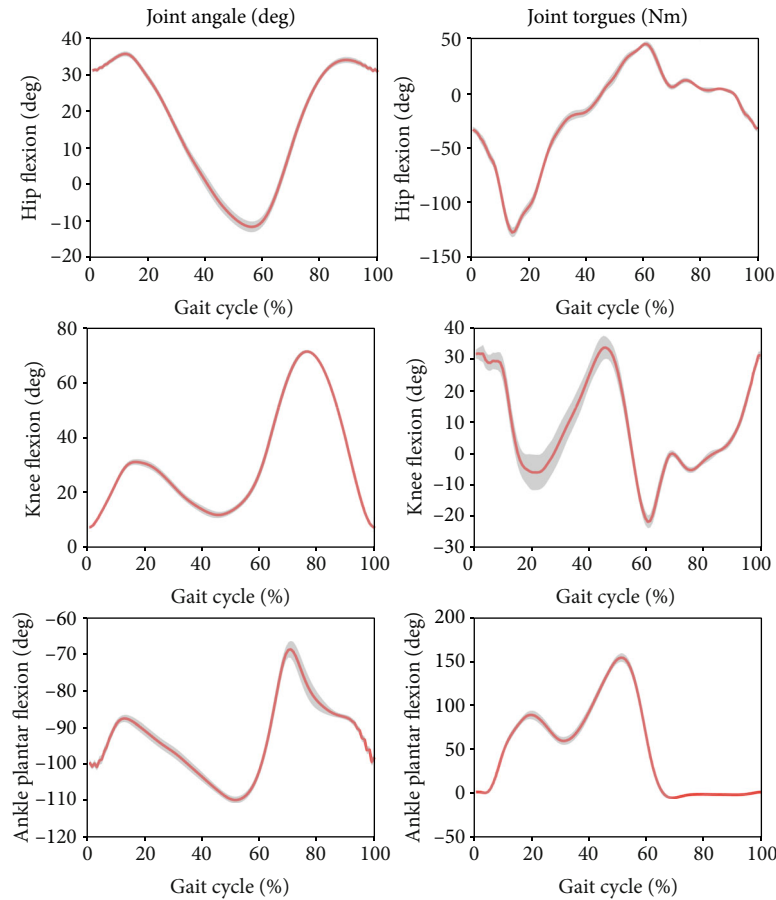 Joint angale (deg)
Joint torgues (Nm)
Hip flexion (deg)
40
30
20
10
0
−10
−20
0 20 40 60 80 100
Gait cycle (%)
Hip flexion (deg)
50
0
−50
−100
−150
0 20 40 60 80 100
Gait cycle (%)
Knee flexion (deg)
80
60
40
20
0
0 20 40 60 80 100
Gait cycle (%)
Knee flexion (deg)
40
30
20
10
0
−10
−20
−30
0 20 40 60 80 100
Gait cycle (%)
Ankle plantar flexion (deg)
−60
−70
−80
−90
−100
−110
−120
0 20 40 60 80 100
Gait cycle (%)
Ankle plantar flexion (deg)
200
150
100
50
0
−50
0 20 40 60 80 100
Gait cycle (%)